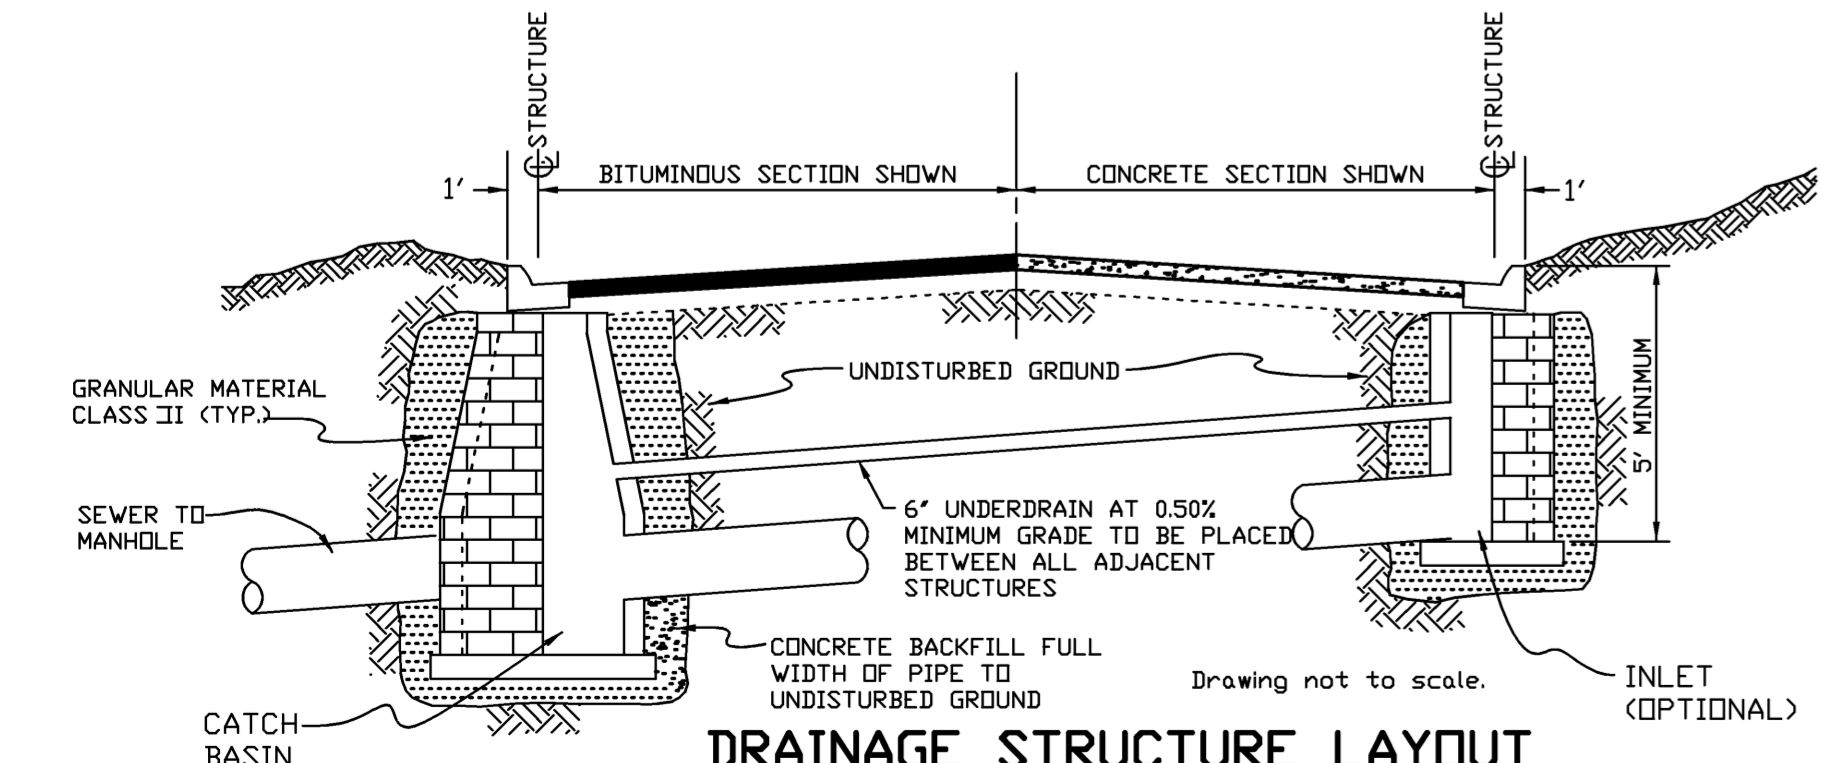 ℄ STRUCTURE
℄ STRUCTURE
1'
BITUMINOUS SECTION SHOWN
CONCRETE SECTION SHOWN
1'
GRANULAR MATERIAL
CLASS II (TYP.)
UNDISTURBED GROUND
5' MINIMUM
SEWER TO
MANHOLE
6" UNDERDRAIN AT 0.50%
MINIMUM GRADE TO BE PLACED
BETWEEN ALL ADJACENT
STRUCTURES
CONCRETE BACKFILL FULL
WIDTH OF PIPE TO
UNDISTURBED GROUND
Drawing not to scale.
INLET
(OPTIONAL)
CATCH
BASIN
DRAINAGE STRUCTURE LAYOUT